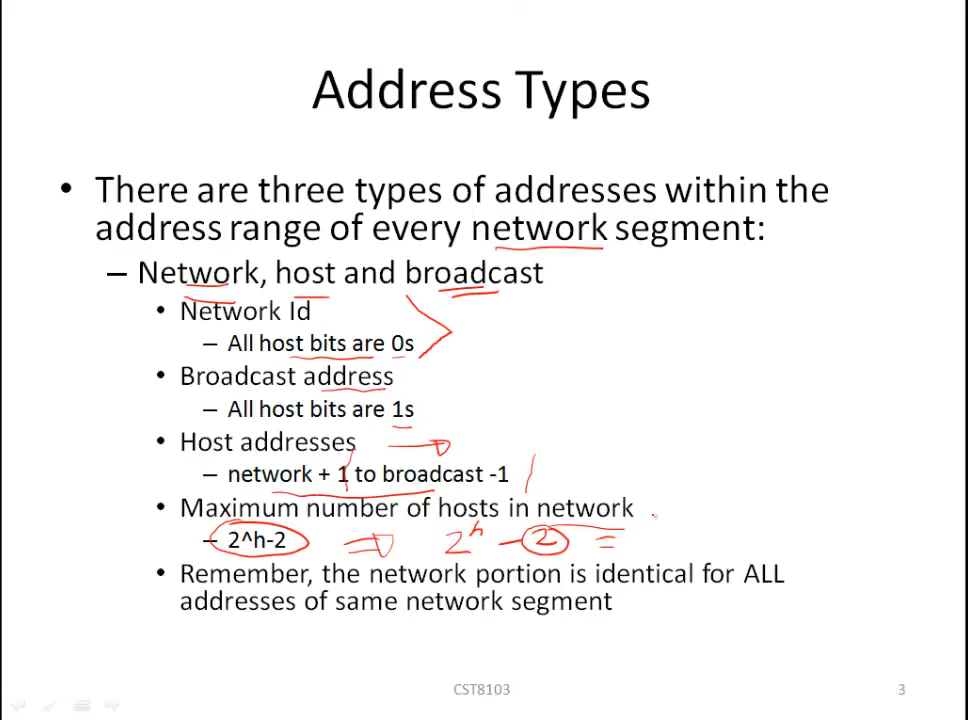 Address Types
• There are three types of addresses within the
address range of every network segment:
– Network, host and broadcast
• Network Id
– All host bits are 0s
• Broadcast address
– All host bits are 1s
• Host addresses
– network + 1 to broadcast -1
• Maximum number of hosts in network
– 2^h-2 ⇒ 2^h - 2 =
• Remember, the network portion is identical for ALL
addresses of same network segment
CST8103
3